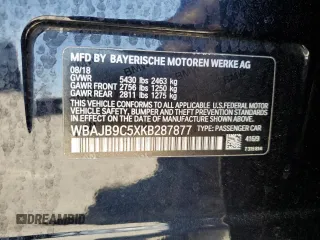 MFD BY BAYERISCHE MOTOREN WERKE AG
08/18
GVWR 5430 lbs 2463 kg
GAWR FRONT 2756 lbs 1250 kg
GAWR REAR 2811 lbs 1275 kg
THIS VEHICLE CONFORMS TO ALL APPLICABLE
FEDERAL MOTOR VEHICLE SAFETY, BUMPER,
AND THEFT PREVENTION STANDARDS IN EFFECT
ON THE DATE OF MANUFACTURE SHOWN ABOVE.
WBAJB9C5XKB287877 TYPE: PASSENGER CAR
DREAMBID